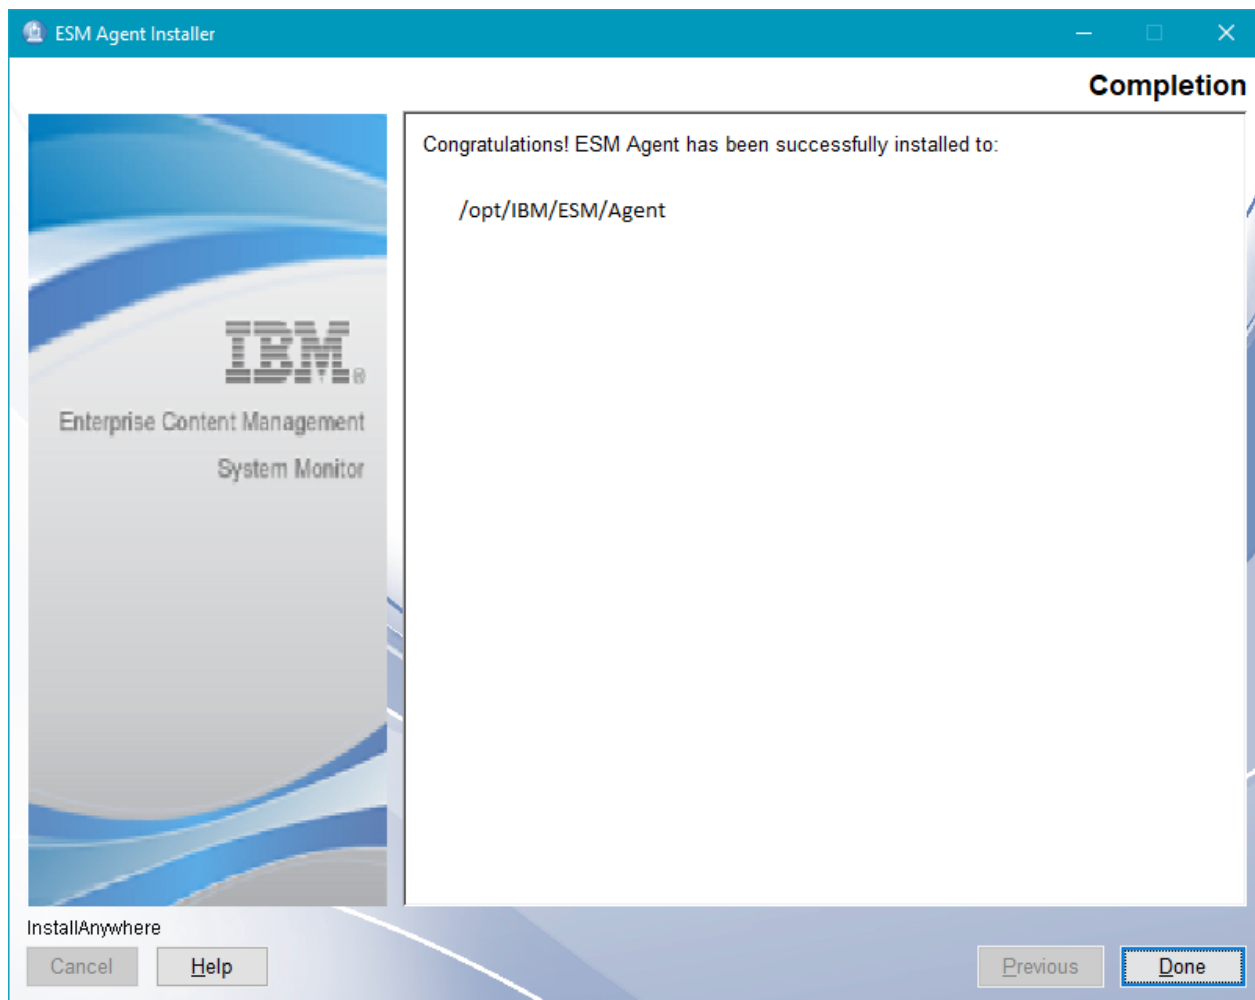 ESM Agent Installer
Completion
Congratulations! ESM Agent has been successfully installed to:
/opt/IBM/ESM/Agent
IBM®
Enterprise Content Management
System Monitor
InstallAnywhere
Cancel
Help
Previous
Done